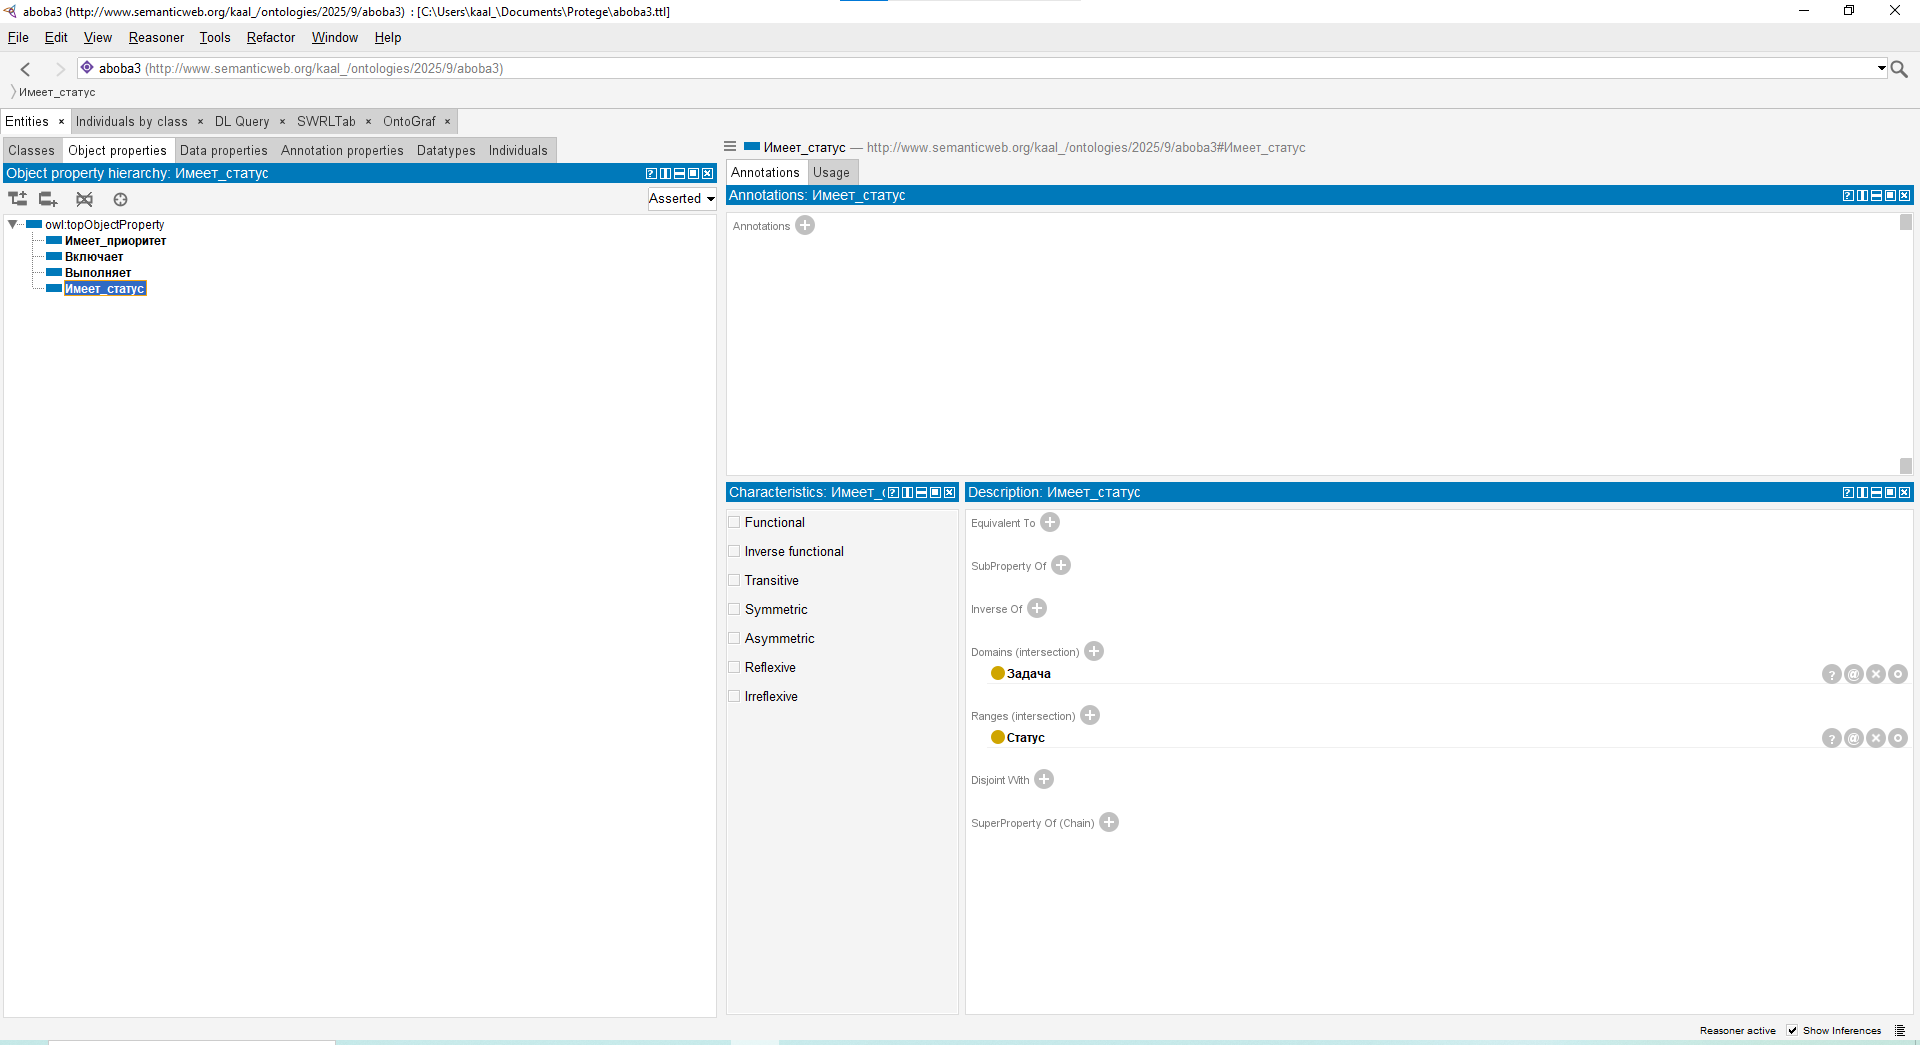 aboba3 (http://www.semanticweb.org/kaal_/ontologies/2025/9/aboba3) : [C:\Users\kaal_\Documents\Protege\aboba3.ttl]
File Edit View Reasoner Tools Refactor Window Help
aboba3 (http://www.semanticweb.org/kaal_/ontologies/2025/9/aboba3)
Имеет_статус
Entities × Individuals by class × DL Query × SWRLTab × OntoGraf ×
Classes Object properties Data properties Annotation properties Datatypes Individuals
Object property hierarchy: Имеет_статус
Asserted
owl:topObjectProperty
Имеет_приоритет
Включает
Выполняет
Имеет_статус
Имеет_статус — http://www.semanticweb.org/kaal_/ontologies/2025/9/aboba3#Имеет_статус
Annotations Usage
Annotations: Имеет_статус
Annotations
Characteristics: Имеет_с
Functional
Inverse functional
Transitive
Symmetric
Asymmetric
Reflexive
Irreflexive
Description: Имеет_статус
Equivalent To
SubProperty Of
Inverse Of
Domains (intersection)
Задача
Ranges (intersection)
Статус
Disjoint With
SuperProperty Of (Chain)
Reasoner active Show Inferences